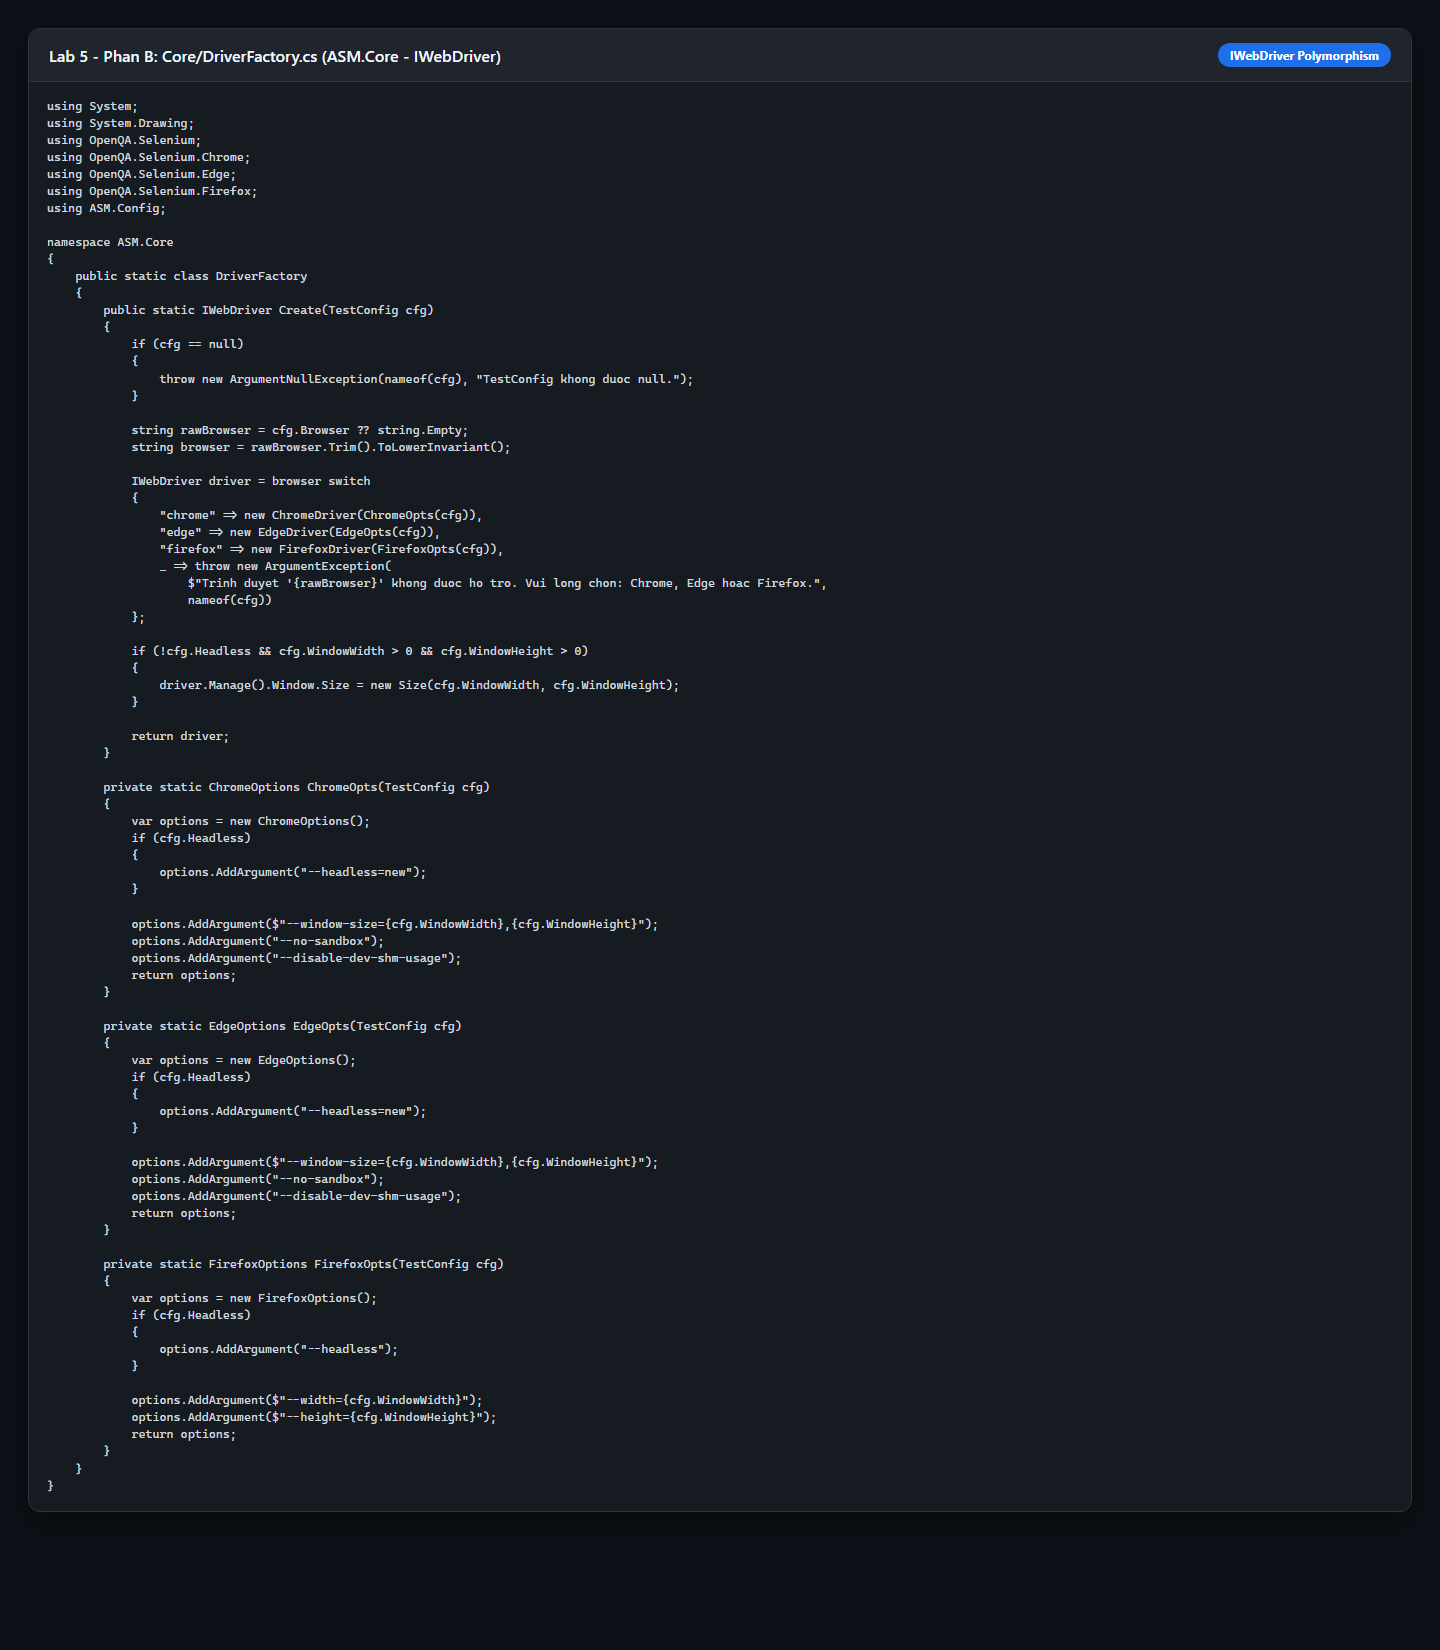 Lab 5 - Phan B: Core/DriverFactory.cs (ASM.Core - IWebDriver)
IWebDriver Polymorphism
using System;
using System.Drawing;
using OpenQA.Selenium;
using OpenQA.Selenium.Chrome;
using OpenQA.Selenium.Edge;
using OpenQA.Selenium.Firefox;
using ASM.Config;

namespace ASM.Core
{
    public static class DriverFactory
    {
        public static IWebDriver Create(TestConfig cfg)
        {
            if (cfg == null)
            {
                throw new ArgumentNullException(nameof(cfg), "TestConfig khong duoc null.");
            }

            string rawBrowser = cfg.Browser ?? string.Empty;
            string browser = rawBrowser.Trim().ToLowerInvariant();

            IWebDriver driver = browser switch
            {
                "chrome" => new ChromeDriver(ChromeOpts(cfg)),
                "edge" => new EdgeDriver(EdgeOpts(cfg)),
                "firefox" => new FirefoxDriver(FirefoxOpts(cfg)),
                _ => throw new ArgumentException(
                    $"Trinh duyet '{rawBrowser}' khong duoc ho tro. Vui long chon: Chrome, Edge hoac Firefox.",
                    nameof(cfg))
            };

            if (!cfg.Headless && cfg.WindowWidth > 0 && cfg.WindowHeight > 0)
            {
                driver.Manage().Window.Size = new Size(cfg.WindowWidth, cfg.WindowHeight);
            }

            return driver;
        }

        private static ChromeOptions ChromeOpts(TestConfig cfg)
        {
            var options = new ChromeOptions();
            if (cfg.Headless)
            {
                options.AddArgument("--headless=new");
            }

            options.AddArgument($"--window-size={cfg.WindowWidth},{cfg.WindowHeight}");
            options.AddArgument("--no-sandbox");
            options.AddArgument("--disable-dev-shm-usage");
            return options;
        }

        private static EdgeOptions EdgeOpts(TestConfig cfg)
        {
            var options = new EdgeOptions();
            if (cfg.Headless)
            {
                options.AddArgument("--headless=new");
            }

            options.AddArgument($"--window-size={cfg.WindowWidth},{cfg.WindowHeight}");
            options.AddArgument("--no-sandbox");
            options.AddArgument("--disable-dev-shm-usage");
            return options;
        }

        private static FirefoxOptions FirefoxOpts(TestConfig cfg)
        {
            var options = new FirefoxOptions();
            if (cfg.Headless)
            {
                options.AddArgument("--headless");
            }

            options.AddArgument($"--width={cfg.WindowWidth}");
            options.AddArgument($"--height={cfg.WindowHeight}");
            return options;
        }
    }
}